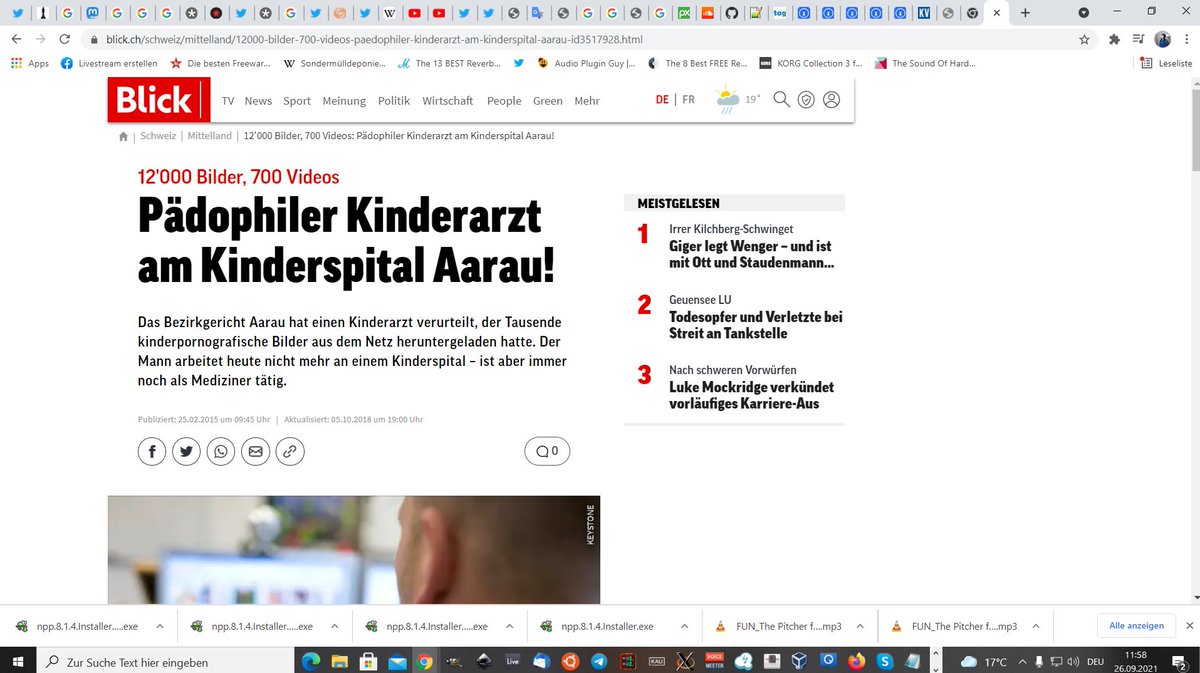 blick.ch/schweiz/mittelland/12000-bilder-700-videos-paedophiler-kinderarzt-am-kinderspital-aarau-id3517928.html
Apps
Livestream erstellen
Die besten Freewar...
Sondermülldeponie...
The 13 BEST Reverb...
Audio Plugin Guy |...
The 8 Best FREE Re...
KORG Collection 3 f...
The Sound Of Hard...
Leseliste
Blick
TV News Sport Meinung Politik Wirtschaft People Green Mehr
DE | FR
19°
Schweiz | Mittelland | 12'000 Bilder, 700 Videos: Pädophiler Kinderarzt am Kinderspital Aarau!
12'000 Bilder, 700 Videos
Pädophiler Kinderarzt
am Kinderspital Aarau!
Das Bezirkgericht Aarau hat einen Kinderarzt verurteilt, der Tausende
kinderpornografische Bilder aus dem Netz heruntergeladen hatte. Der
Mann arbeitet heute nicht mehr an einem Kinderspital – ist aber immer
noch als Mediziner tätig.
Publiziert: 25.02.2015 um 09:45 Uhr | Aktualisiert: 05.10.2018 um 19:00 Uhr
0
KEYSTONE
MEISTGELESEN
1
Irrer Kilchberg-Schwinget
Giger legt Wenger – und ist
mit Ott und Staudenmann...
2
Geuensee LU
Todesopfer und Verletzte bei
Streit an Tankstelle
3
Nach schweren Vorwürfen
Luke Mockridge verkündet
vorläufiges Karriere-Aus
npp.8.1.4.Installer.....exe
npp.8.1.4.Installer.....exe
npp.8.1.4.Installer.....exe
npp.8.1.4.Installer.exe
FUN_The Pitcher f....mp3
FUN_The Pitcher f....mp3
Alle anzeigen
Zur Suche Text hier eingeben
Live
KALI
17°C
DEU
11:58
26.09.2021
2